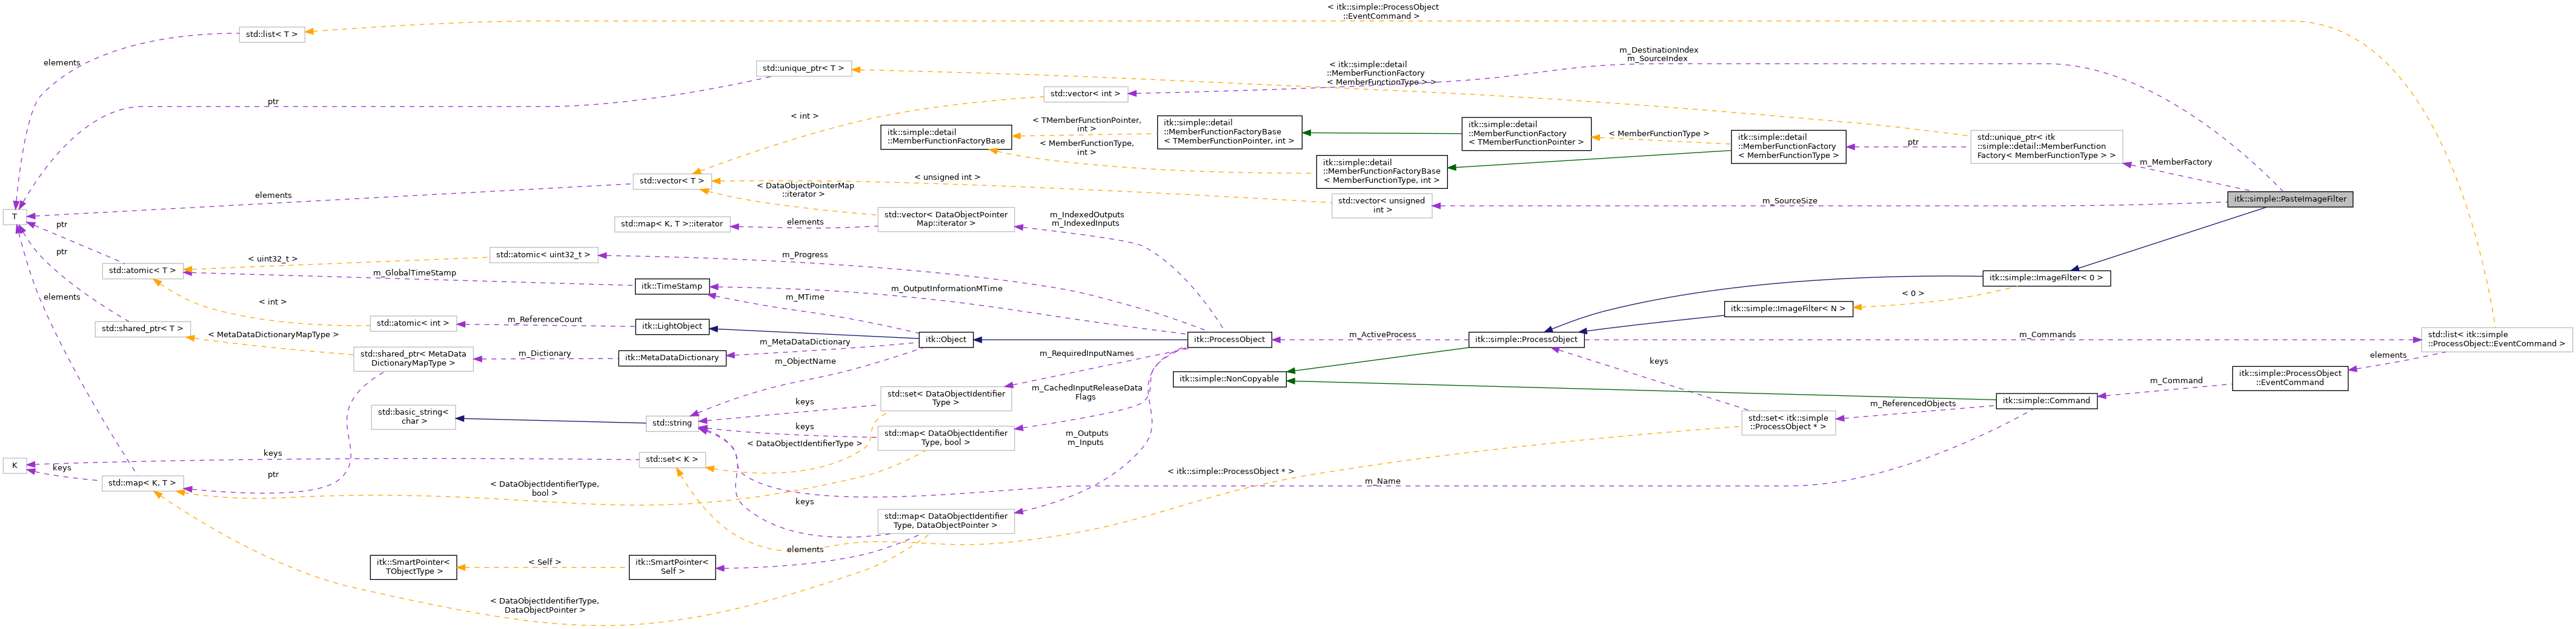 < itk::simple::ProcessObject
::EventCommand >
std::list< T >
m_DestinationIndex
m_SourceIndex
elements
std::unique_ptr< T >
< itk::simple::detail
::MemberFunctionFactory
< MemberFunctionType > >
std::vector< int >
ptr
< int >
itk::simple::detail
::MemberFunctionFactoryBase
< TMemberFunctionPointer,
int >
itk::simple::detail
::MemberFunctionFactoryBase
< TMemberFunctionPointer, int >
itk::simple::detail
::MemberFunctionFactory
< TMemberFunctionPointer >
< MemberFunctionType >
itk::simple::detail
::MemberFunctionFactory
< MemberFunctionType >
ptr
std::unique_ptr< itk
::simple::detail::MemberFunction
Factory< MemberFunctionType > >
< MemberFunctionType,
int >
itk::simple::detail
::MemberFunctionFactoryBase
< MemberFunctionType, int >
m_MemberFactory
std::vector< T >
< unsigned int >
elements
< DataObjectPointerMap
::iterator >
std::vector< unsigned
int >
m_SourceSize
itk::simple::PasteImageFilter
T
std::map< K, T >::iterator
elements
std::vector< DataObjectPointer
Map::iterator >
m_IndexedOutputs
m_IndexedInputs
ptr
ptr
std::atomic< T >
< uint32_t >
std::atomic< uint32_t >
m_Progress
m_GlobalTimeStamp
itk::TimeStamp
m_OutputInformationMTime
m_MTime
itk::simple::ImageFilter< 0 >
< 0 >
itk::simple::ImageFilter< N >
elements
< int >
std::atomic< int >
m_ReferenceCount
itk::LightObject
std::shared_ptr< T >
< MetaDataDictionaryMapType >
std::shared_ptr< MetaData
DictionaryMapType >
m_Dictionary
itk::MetaDataDictionary
m_MetaDataDictionary
m_ObjectName
itk::Object
itk::ProcessObject
m_ActiveProcess
itk::simple::ProcessObject
m_Commands
std::list< itk::simple
::ProcessObject::EventCommand >
elements
itk::simple::ProcessObject
::EventCommand
m_Command
itk::simple::Command
m_ReferencedObjects
std::set< itk::simple
::ProcessObject * >
keys
itk::simple::NonCopyable
m_RequiredInputNames
m_CachedInputReleaseData
Flags
std::set< DataObjectIdentifier
Type >
keys
std::basic_string<
char >
std::string
keys
std::map< DataObjectIdentifier
Type, bool >
< DataObjectIdentifierType >
m_Outputs
m_Inputs
K
keys
keys
std::set< K >
std::map< K, T >
ptr
< DataObjectIdentifierType,
bool >
< itk::simple::ProcessObject * >
m_Name
keys
std::map< DataObjectIdentifier
Type, DataObjectPointer >
elements
itk::SmartPointer<
TObjectType >
< Self >
itk::SmartPointer<
Self >
< DataObjectIdentifierType,
DataObjectPointer >